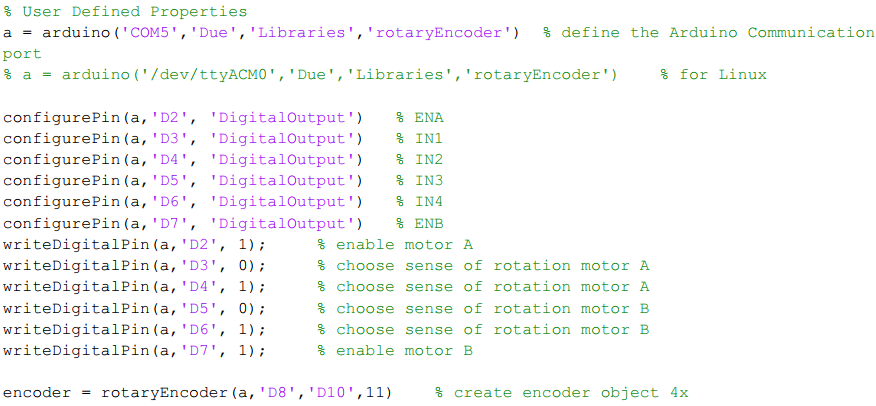 % User Defined Properties
a = arduino('COM5','Due','Libraries','rotaryEncoder')  % define the Arduino Communication
port
% a = arduino('/dev/ttyACM0','Due','Libraries','rotaryEncoder')    % for Linux

configurePin(a,'D2', 'DigitalOutput')   % ENA
configurePin(a,'D3', 'DigitalOutput')   % IN1
configurePin(a,'D4', 'DigitalOutput')   % IN2
configurePin(a,'D5', 'DigitalOutput')   % IN3
configurePin(a,'D6', 'DigitalOutput')   % IN4
configurePin(a,'D7', 'DigitalOutput')   % ENB
writeDigitalPin(a,'D2', 1);     % enable motor A
writeDigitalPin(a,'D3', 0);     % choose sense of rotation motor A
writeDigitalPin(a,'D4', 1);     % choose sense of rotation motor A
writeDigitalPin(a,'D5', 0);     % choose sense of rotation motor B
writeDigitalPin(a,'D6', 1);     % choose sense of rotation motor B
writeDigitalPin(a,'D7', 1);     % enable motor B

encoder = rotaryEncoder(a,'D8','D10',11)    % create encoder object 4x